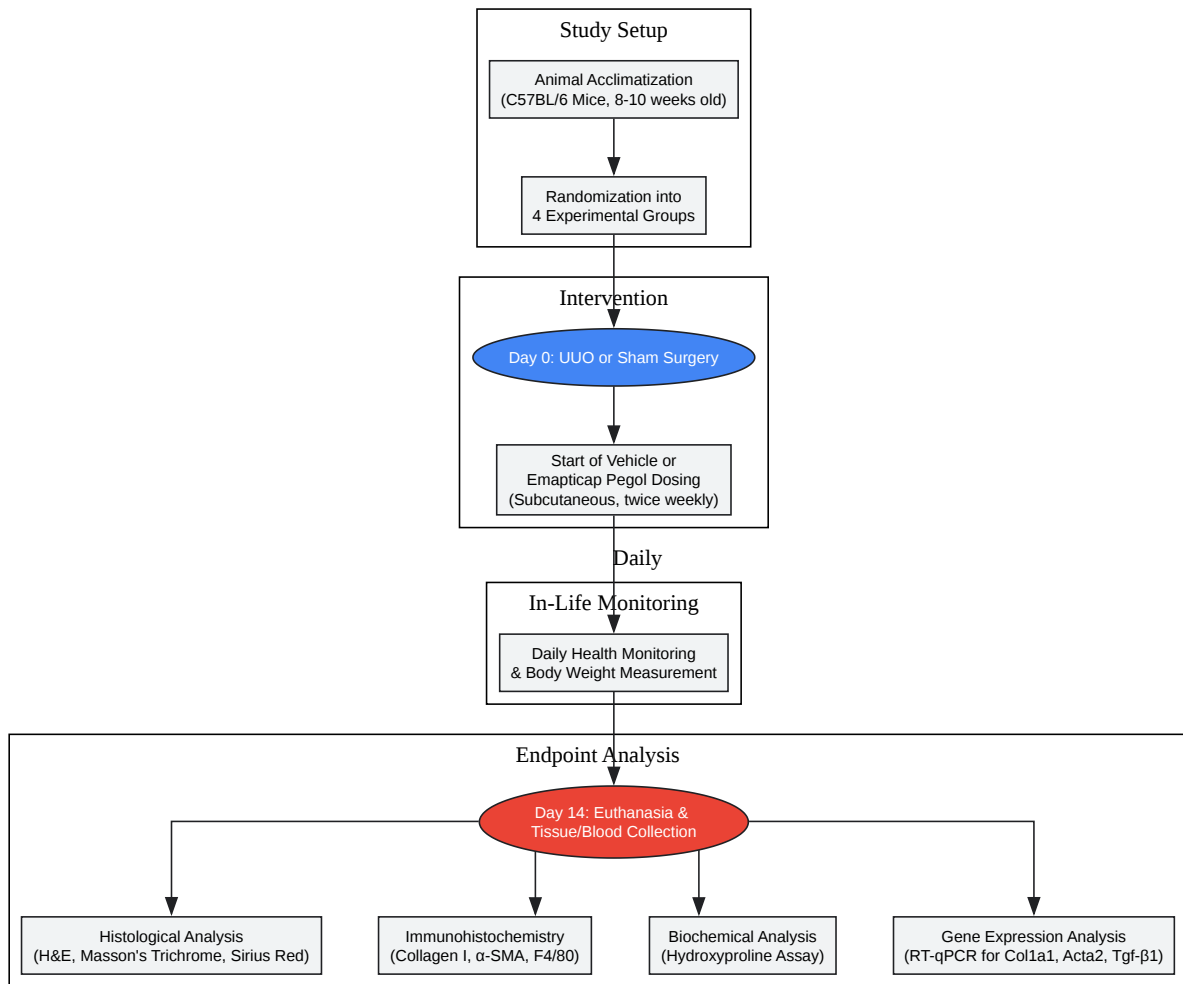 Study Setup
Animal Acclimatization
(C57BL/6 Mice, 8-10 weeks old)
Randomization into
4 Experimental Groups
Intervention
Day 0: UUO or Sham Surgery
Start of Vehicle or
Emapticap Pegol Dosing
(Subcutaneous, twice weekly)
Daily
In-Life Monitoring
Daily Health Monitoring
& Body Weight Measurement
Endpoint Analysis
Day 14: Euthanasia &
Tissue/Blood Collection
Histological Analysis
(H&E, Masson's Trichrome, Sirius Red)
Immunohistochemistry
(Collagen I, α-SMA, F4/80)
Biochemical Analysis
(Hydroxyproline Assay)
Gene Expression Analysis
(RT-qPCR for Col1a1, Acta2, Tgf-β1)